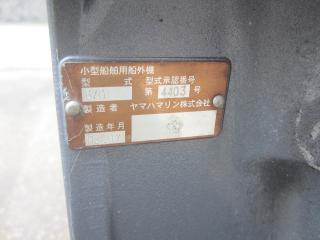 小型船舶用船外機
型 式 型式承認番号
第 4403 号
製造者 ヤマハマリン株式会社
製造年月